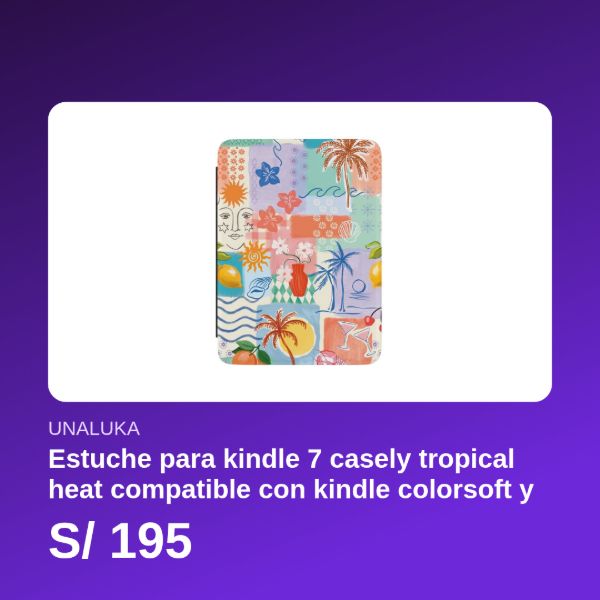 UNALUKA
Estuche para kindle 7 casely tropical
heat compatible con kindle colorsoft y
S/ 195